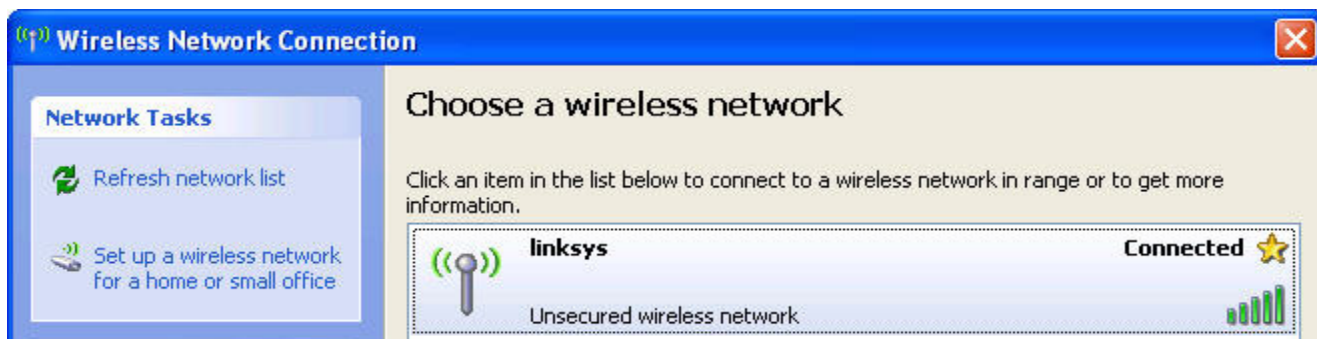 Wireless Network Connection
Network Tasks
Refresh network list
Set up a wireless network
for a home or small office
Choose a wireless network
Click an item in the list below to connect to a wireless network in range or to get more
information.
linksys
Connected
Unsecured wireless network